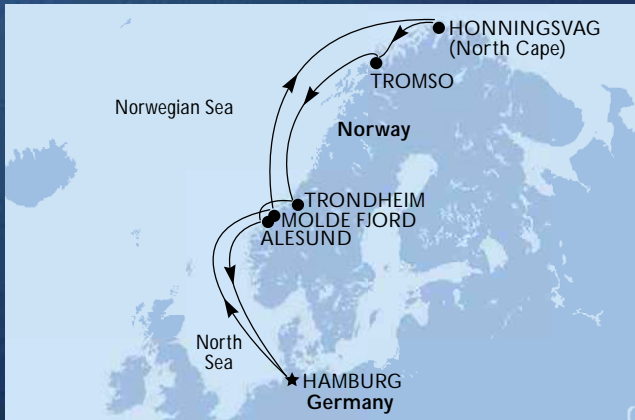 HONNINGSVAG
(North Cape)
TROMSO
Norwegian Sea
Norway
TRONDHEIM
MOLDE FJORD
ALESUND
North
Sea
HAMBURG
Germany